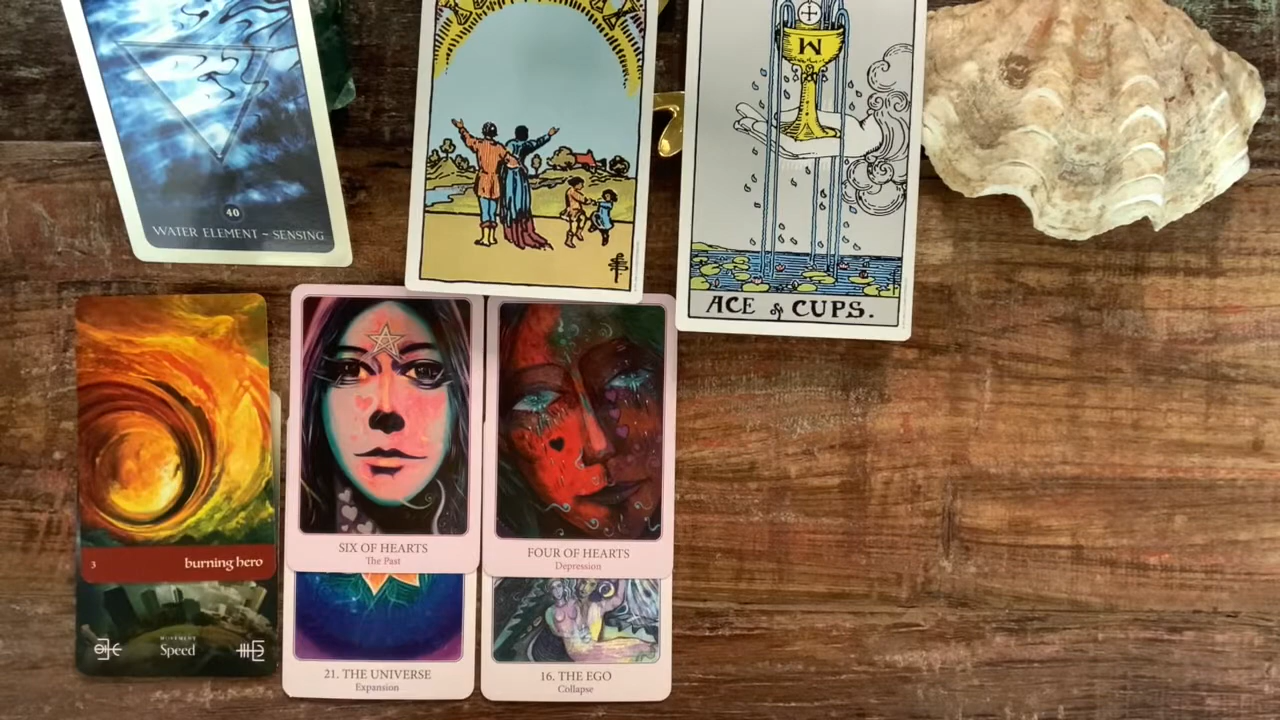 40
WATER ELEMENT ~ SENSING
W
ACE of CUPS.
3
burning hero
SIX OF HEARTS
The Past
FOUR OF HEARTS
Depression
MOVEMENT
Speed
21. THE UNIVERSE
Expansion
16. THE EGO
Collapse